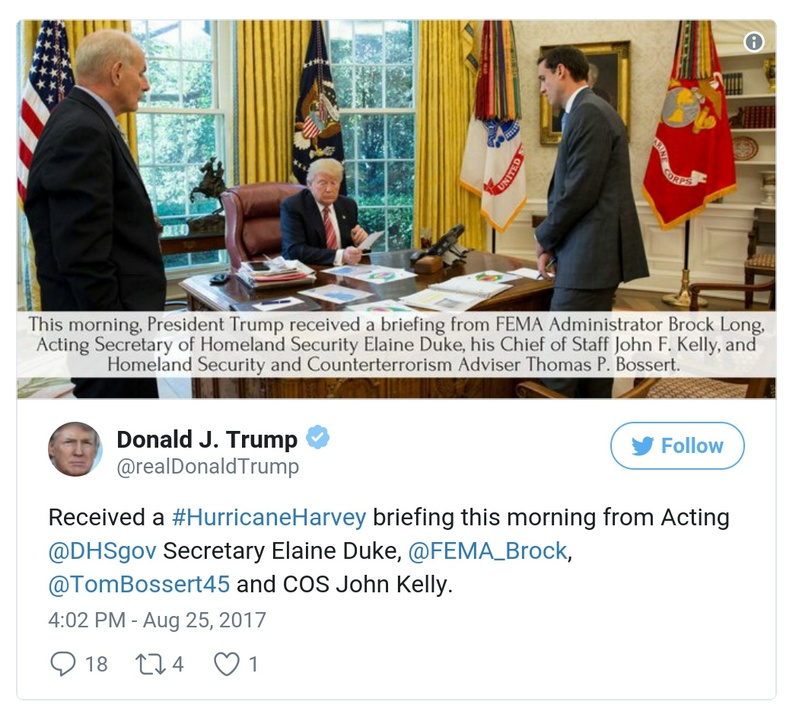 UNITED
MARINE CORPS
This morning, President Trump received a briefing from FEMA Administrator Brock Long,
Acting Secretary of Homeland Security Elaine Duke, his Chief of Staff John F. Kelly, and
Homeland Security and Counterterrorism Adviser Thomas P. Bossert.
Donald J. Trump
Follow
@realDonaldTrump
Received a #HurricaneHarvey briefing this morning from Acting
@DHSgov Secretary Elaine Duke, @FEMA_Brock,
@TomBossert45 and COS John Kelly.
4:02 PM - Aug 25, 2017
18 4 1